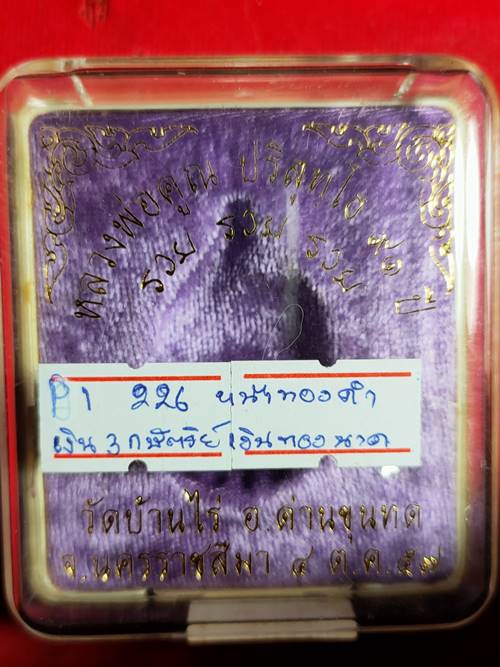 หลวงพ่อคูณ ปริสุทโธ ๙๑ ปี
รวย รวย รวย
P1 226 หน้าทองคำ
เงิน 3 กษัตริย์ เงินทองนาค
วัดบ้านไร่ อ.ด่านขุนทด
จ.นครราชสีมา ๔ ต.ค.๕๗